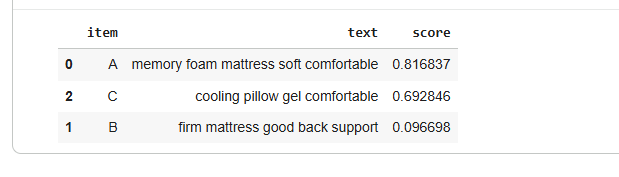 item text score
0 A memory foam mattress soft comfortable 0.816837
2 C cooling pillow gel comfortable 0.692846
1 B firm mattress good back support 0.096698